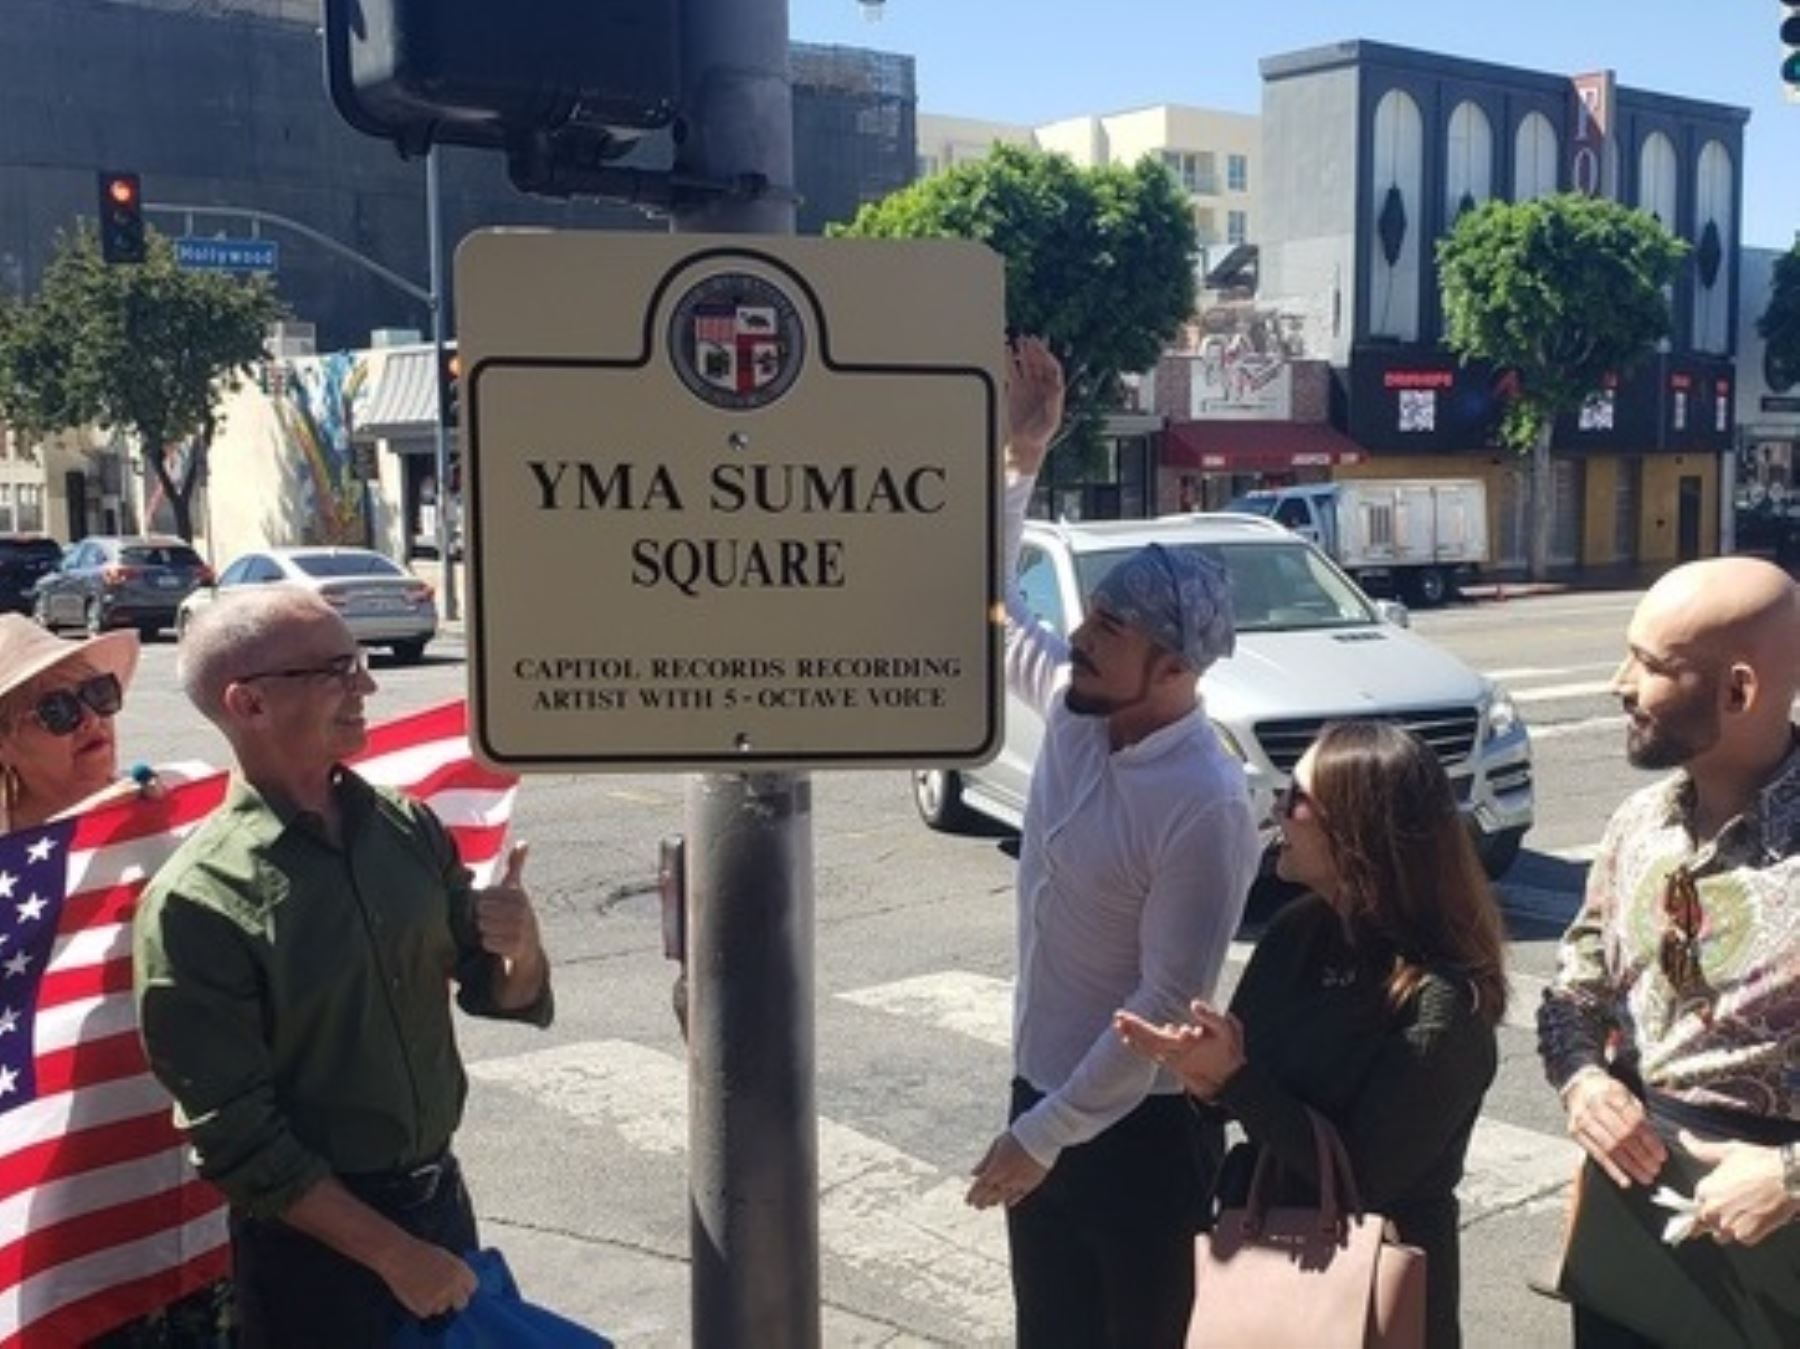 Hollywood
YMA SUMAC
SQUARE
CAPITOL RECORDS RECORDING
ARTIST WITH 5-OCTAVE VOICE